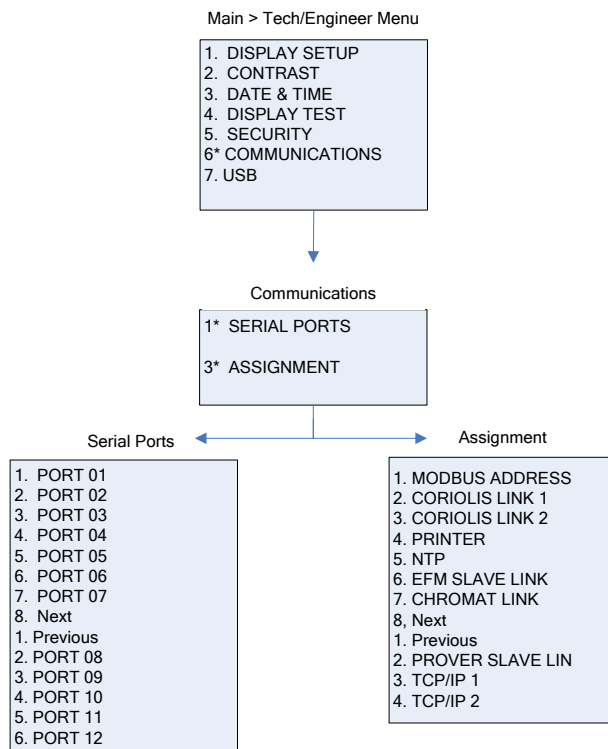 Main > Tech/Engineer Menu
1. DISPLAY SETUP
2. CONTRAST
3. DATE & TIME
4. DISPLAY TEST
5. SECURITY
6* COMMUNICATIONS
7. USB
Communications
1* SERIAL PORTS
3* ASSIGNMENT
Serial Ports
1. PORT 01
2. PORT 02
3. PORT 03
4. PORT 04
5. PORT 05
6. PORT 06
7. PORT 07
8. Next
1. Previous
2. PORT 08
3. PORT 09
4. PORT 10
5. PORT 11
6. PORT 12
Assignment
1. MODBUS ADDRESS
2. CORIOLIS LINK 1
3. CORIOLIS LINK 2
4. PRINTER
5. NTP
6. EFM SLAVE LINK
7. CHROMAT LINK
8, Next
1. Previous
2. PROVER SLAVE LIN
3. TCP/IP 1
4. TCP/IP 2